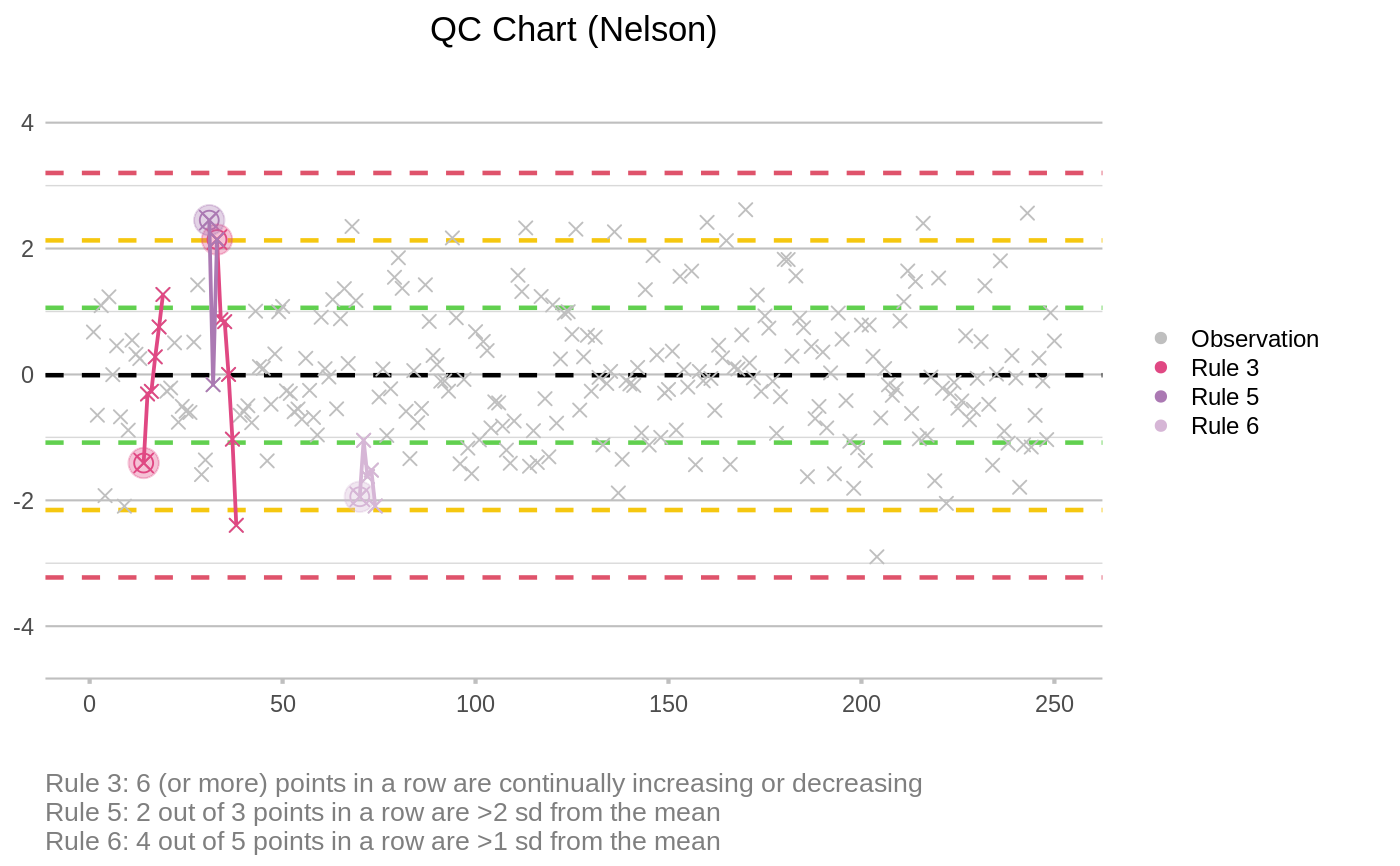 QC Chart (Nelson)
4
2
0
-2
-4
0 50 100 150 200 250
Observation
Rule 3
Rule 5
Rule 6
Rule 3: 6 (or more) points in a row are continually increasing or decreasing
Rule 5: 2 out of 3 points in a row are >2 sd from the mean
Rule 6: 4 out of 5 points in a row are >1 sd from the mean